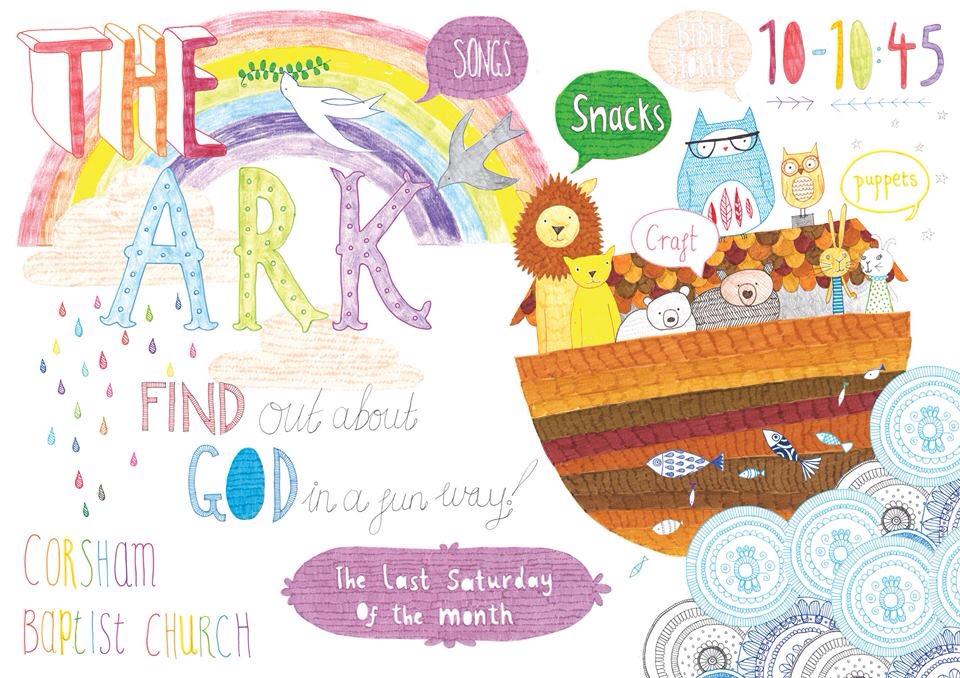 THE
ARK
SONGS
Snacks
BIBLE
STORIES
10-10:45
Craft
puppets
FIND out about
GOD in a fun way!
CORSHAM
BAPTIST CHURCH
The last Saturday
Of the month